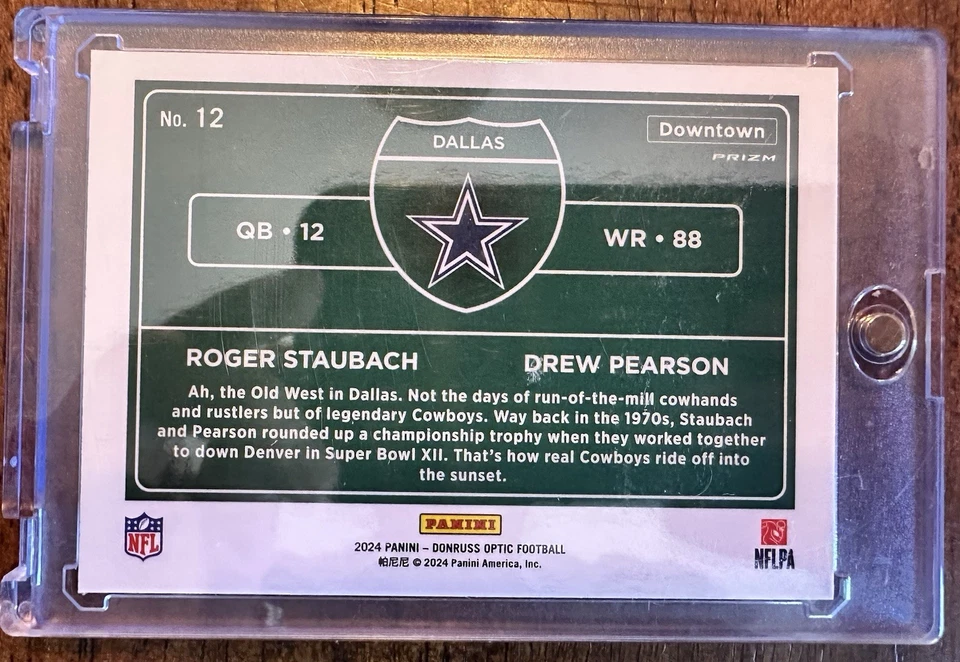 No. 12
Downtown
PRIZM
DALLAS
QB • 12
WR • 88
ROGER STAUBACH
DREW PEARSON
Ah, the Old West in Dallas. Not the days of run-of-the-mill cowhands
and rustlers but of legendary Cowboys. Way back in the 1970s, Staubach
and Pearson rounded up a championship trophy when they worked together
to down Denver in Super Bowl XII. That's how real Cowboys ride off into
the sunset.
NFL
PANINI
NFLPA
2024 PANINI – DONRUSS OPTIC FOOTBALL
帕尼尼 © 2024 Panini America, Inc.